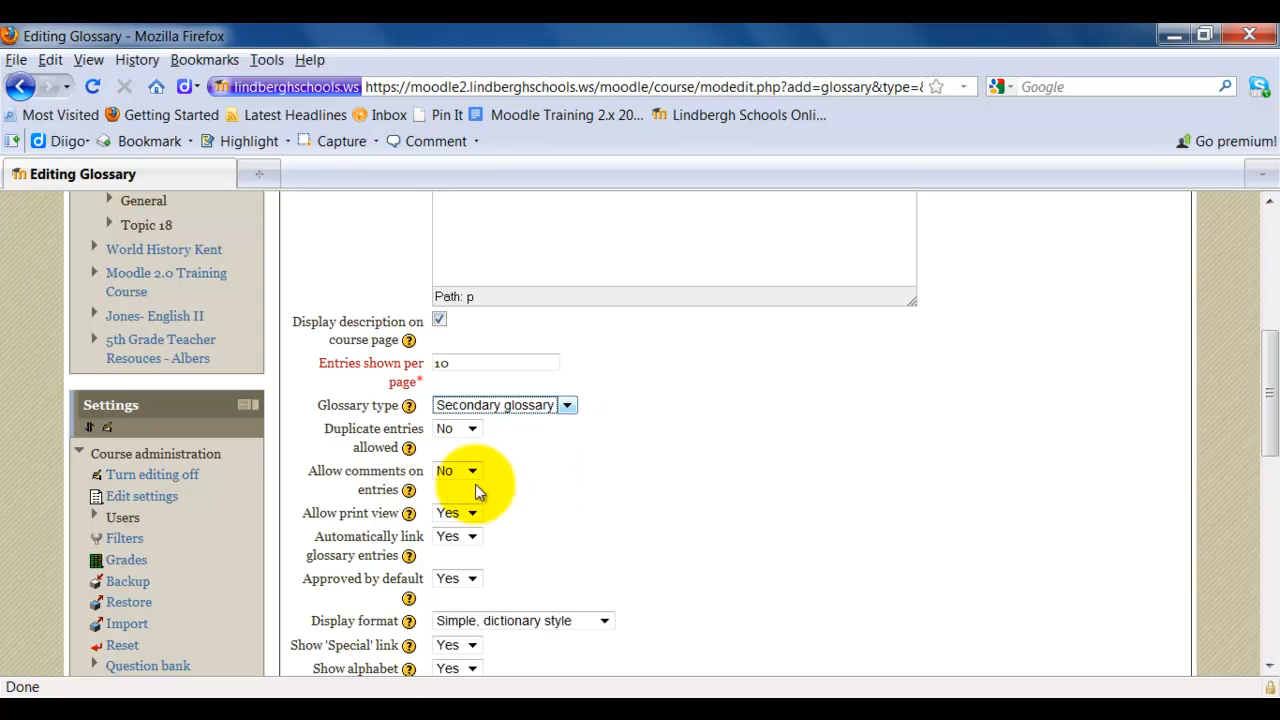 Editing Glossary - Mozilla Firefox
File Edit View History Bookmarks Tools Help
lindberghschools.ws https://moodle2.lindberghschools.ws/moodle/course/modedit.php?add=glossary&type=& Google
Most Visited Getting Started Latest Headlines Inbox Pin It Moodle Training 2.x 20... Lindbergh Schools Onli...
Diigo Bookmark Highlight Capture Comment Go premium!
Editing Glossary
General
Topic 18
World History Kent
Moodle 2.0 Training
Course
Jones- English II
5th Grade Teacher
Resouces - Albers
Settings
Course administration
Turn editing off
Edit settings
Users
Filters
Grades
Backup
Restore
Import
Reset
Question bank
Path: p
Display description on
course page
Entries shown per
page* 10
Glossary type Secondary glossary
Duplicate entries
allowed No
Allow comments on
entries No
Allow print view Yes
Automatically link
glossary entries Yes
Approved by default Yes
Display format Simple, dictionary style
Show 'Special' link Yes
Show alphabet Yes
Done